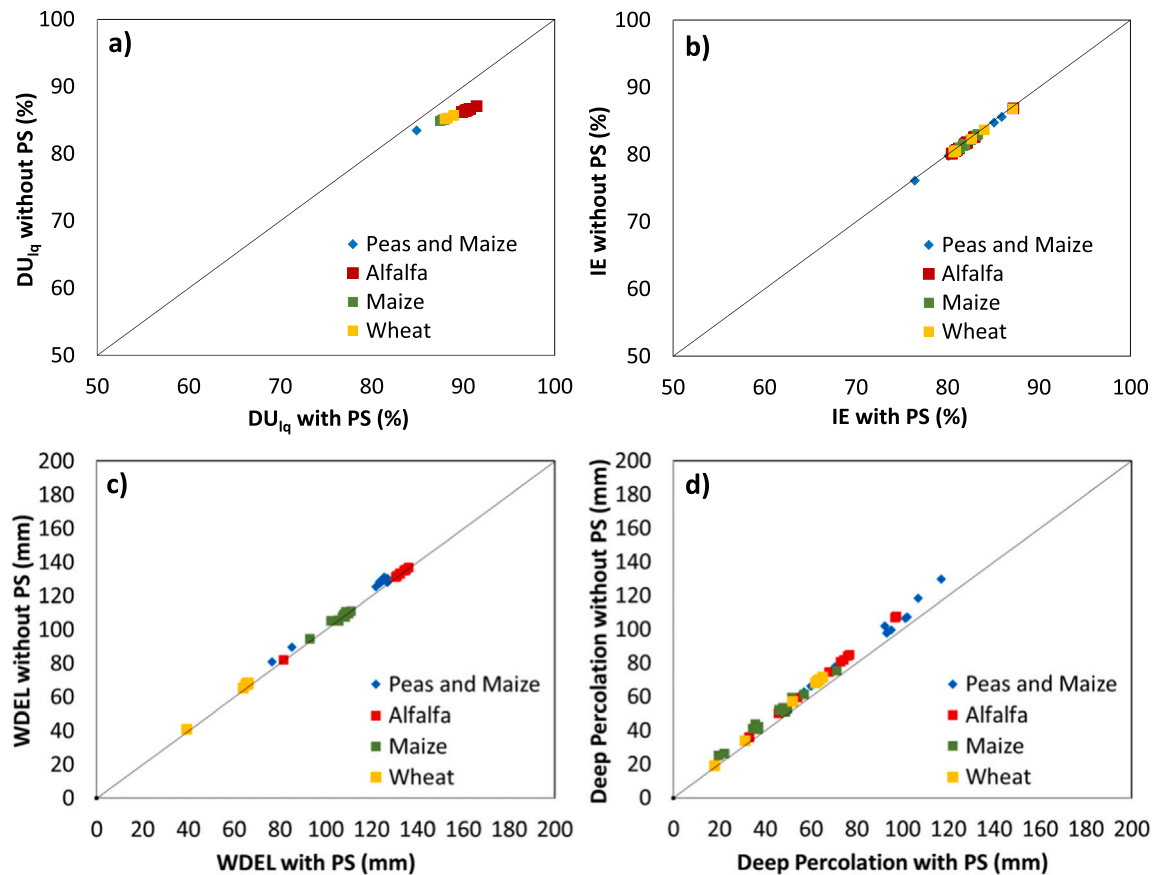 a)
100
90
80
70
60
50
DUlq without PS (%)
Peas and Maize
Alfalfa
Maize
Wheat
50 60 70 80 90 100
DUlq with PS (%)
b)
100
90
80
70
60
50
IE without PS (%)
Peas and Maize
Alfalfa
Maize
Wheat
50 60 70 80 90 100
IE with PS (%)
c)
200
180
160
140
120
100
80
60
40
20
0
WDEL without PS (mm)
Peas and Maize
Alfalfa
Maize
Wheat
0 20 40 60 80 100 120 140 160 180 200
WDEL with PS (mm)
d)
200
180
160
140
120
100
80
60
40
20
0
Deep Percolation without PS (mm)
Peas and Maize
Alfalfa
Maize
Wheat
0 20 40 60 80 100 120 140 160 180 200
Deep Percolation with PS (mm)